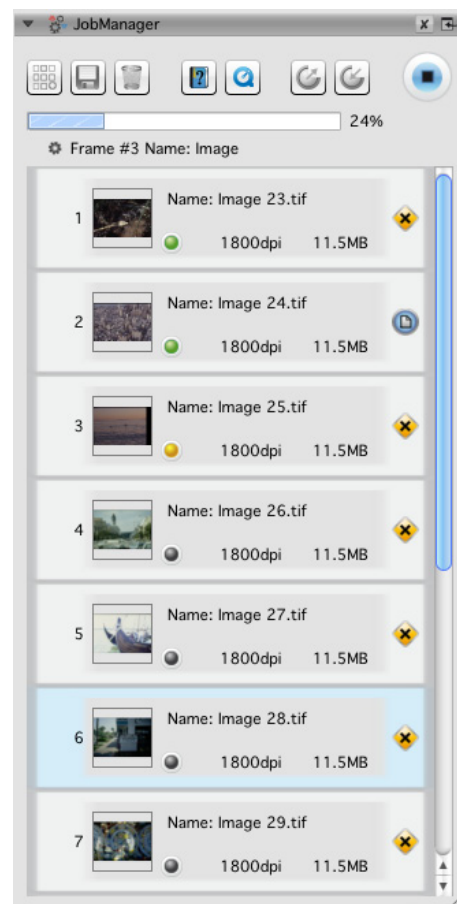 JobManager
24%
Frame #3 Name: Image
1
Name: Image 23.tif
1800dpi 11.5MB
2
Name: Image 24.tif
1800dpi 11.5MB
3
Name: Image 25.tif
1800dpi 11.5MB
4
Name: Image 26.tif
1800dpi 11.5MB
5
Name: Image 27.tif
1800dpi 11.5MB
6
Name: Image 28.tif
1800dpi 11.5MB
7
Name: Image 29.tif
1800dpi 11.5MB